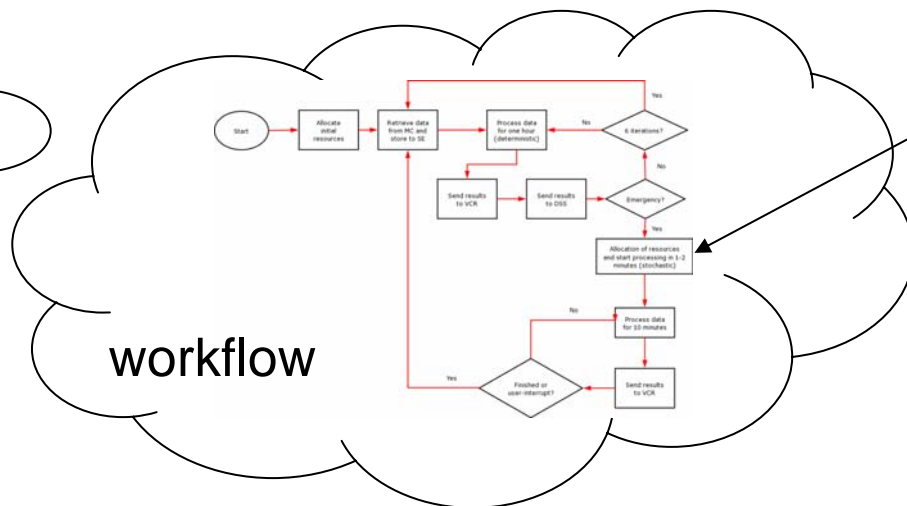 Yes
Start
Allocate
initial
resources
Retrieve data
from MC and
store to SE
Process data
for one hour
(deterministic)
No
6 iterations?
No
Send results
to VCR
Send results
to DSS
Emergency?
Yes
Allocation of resources
and start processing in 1-2
minutes (stochastic)
No
Process data
for 10 minutes
workflow
Yes
Finished or
user-interrupt?
Send results
to VCR